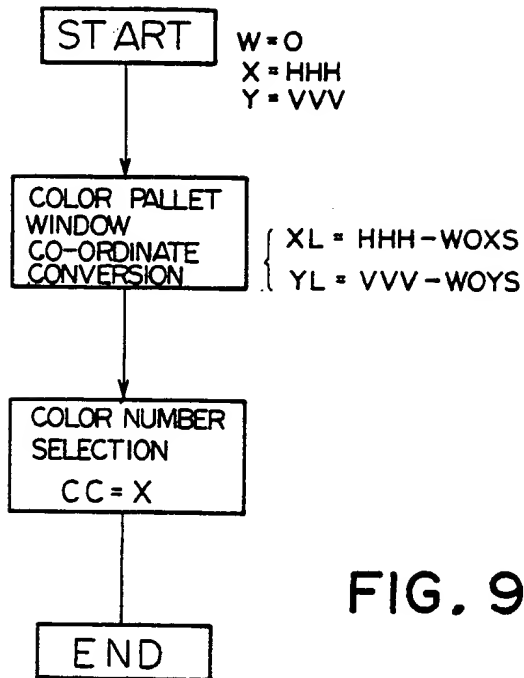 START
W=0
X=HHH
Y=VVV
COLOR PALLET
WINDOW
CO-ORDINATE
CONVERSION
XL = HHH-WOXS
YL = VVV-WOYS
COLOR NUMBER
SELECTION
CC=X
END
FIG. 9